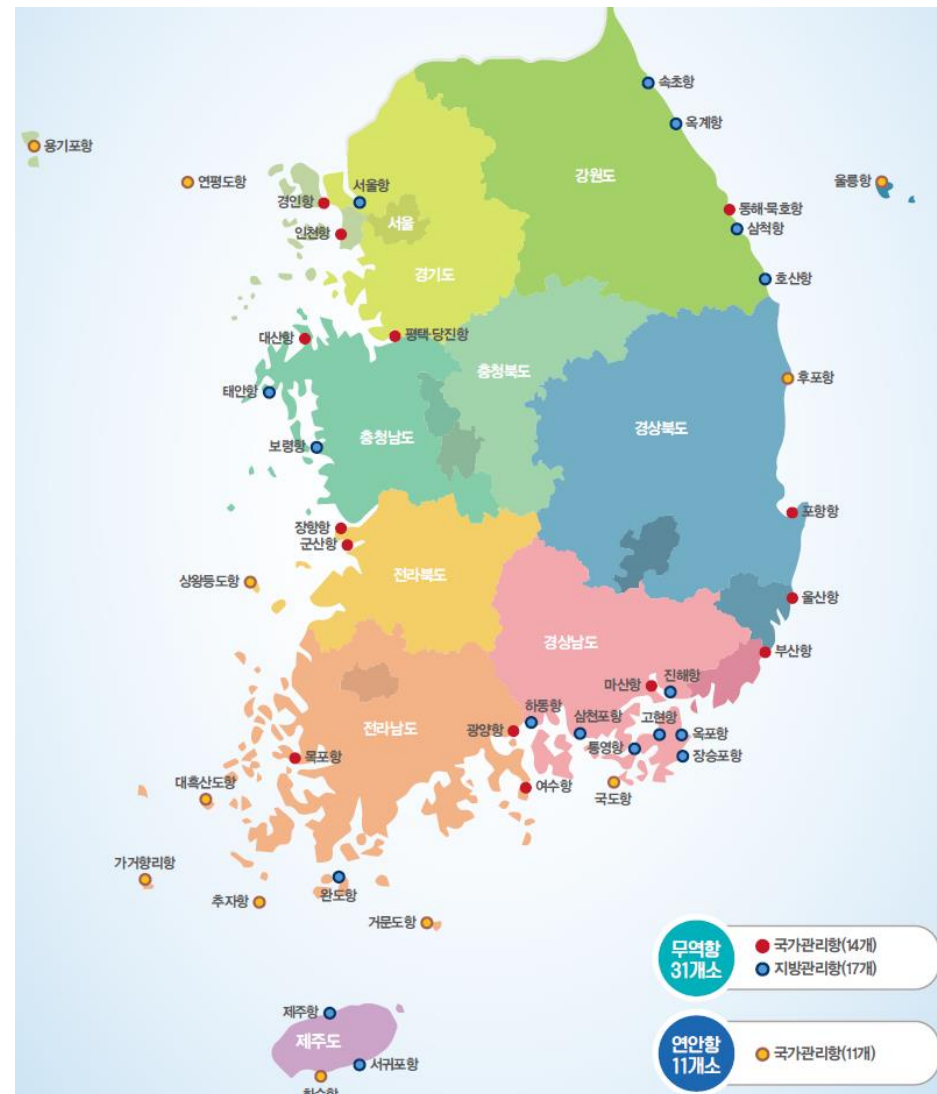 속초항
옥계항
용기포항
연평도항
강원도
울릉항
서울항
경인항
동해·묵호항
서울
삼척항
인천항
경기도
호산항
대산항
평택·당진항
충청북도
후포항
태안항
경상북도
충청남도
보령항
포항항
장항항
군산항
전라북도
상왕등도항
울산항
경상남도
부산항
마산항
진해항
하동항
삼천포항
고현항
전라남도
광양항
옥포항
통영항
장승포항
목포항
대흑산도항
여수항
국도항
가거향리항
완도항
추자항
거문도항
무역항
31개소
국가관리항(14개)
지방관리항(17개)
제주항
제주도
서귀포항
연안항
11개소
국가관리항(11개)